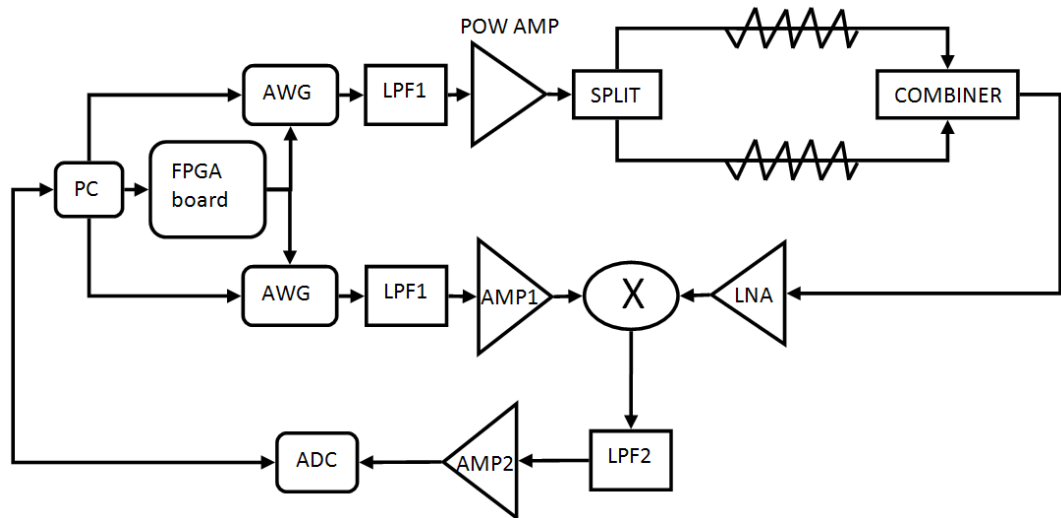 POW AMP
AWG
LPF1
SPLIT
COMBINER
PC
FPGA
board
AWG
LPF1
AMP1
X
LNA
ADC
AMP2
LPF2